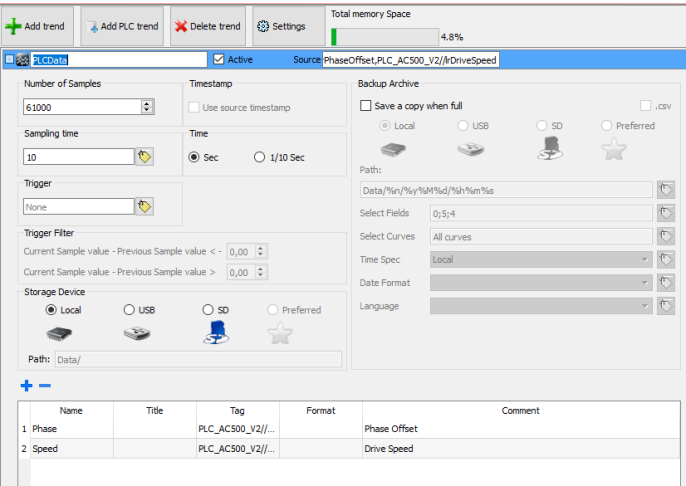 Add trend
Add PLC trend
Delete trend
Settings
Total memory Space
4.8%
PLCData
Active
Source PhaseOffset,PLC_AC500_V2//lrDriveSpeed
Number of Samples
61000
Timestamp
Use source timestamp
Sampling time
10
Time
Sec
1/10 Sec
Trigger
None
Trigger Filter
Current Sample value - Previous Sample value < - 0,00
Current Sample value - Previous Sample value > 0,00
Storage Device
Local
USB
SD
Preferred
Path: Data/
Backup Archive
Save a copy when full
.csv
Local
USB
SD
Preferred
Path:
Data/%n/%y%M%d/%h%m%s
Select Fields 0;5;4
Select Curves All curves
Time Spec Local
Date Format
Language
Name Title Tag Format Comment
1 Phase PLC_AC500_V2//... Phase Offset
2 Speed PLC_AC500_V2//... Drive Speed